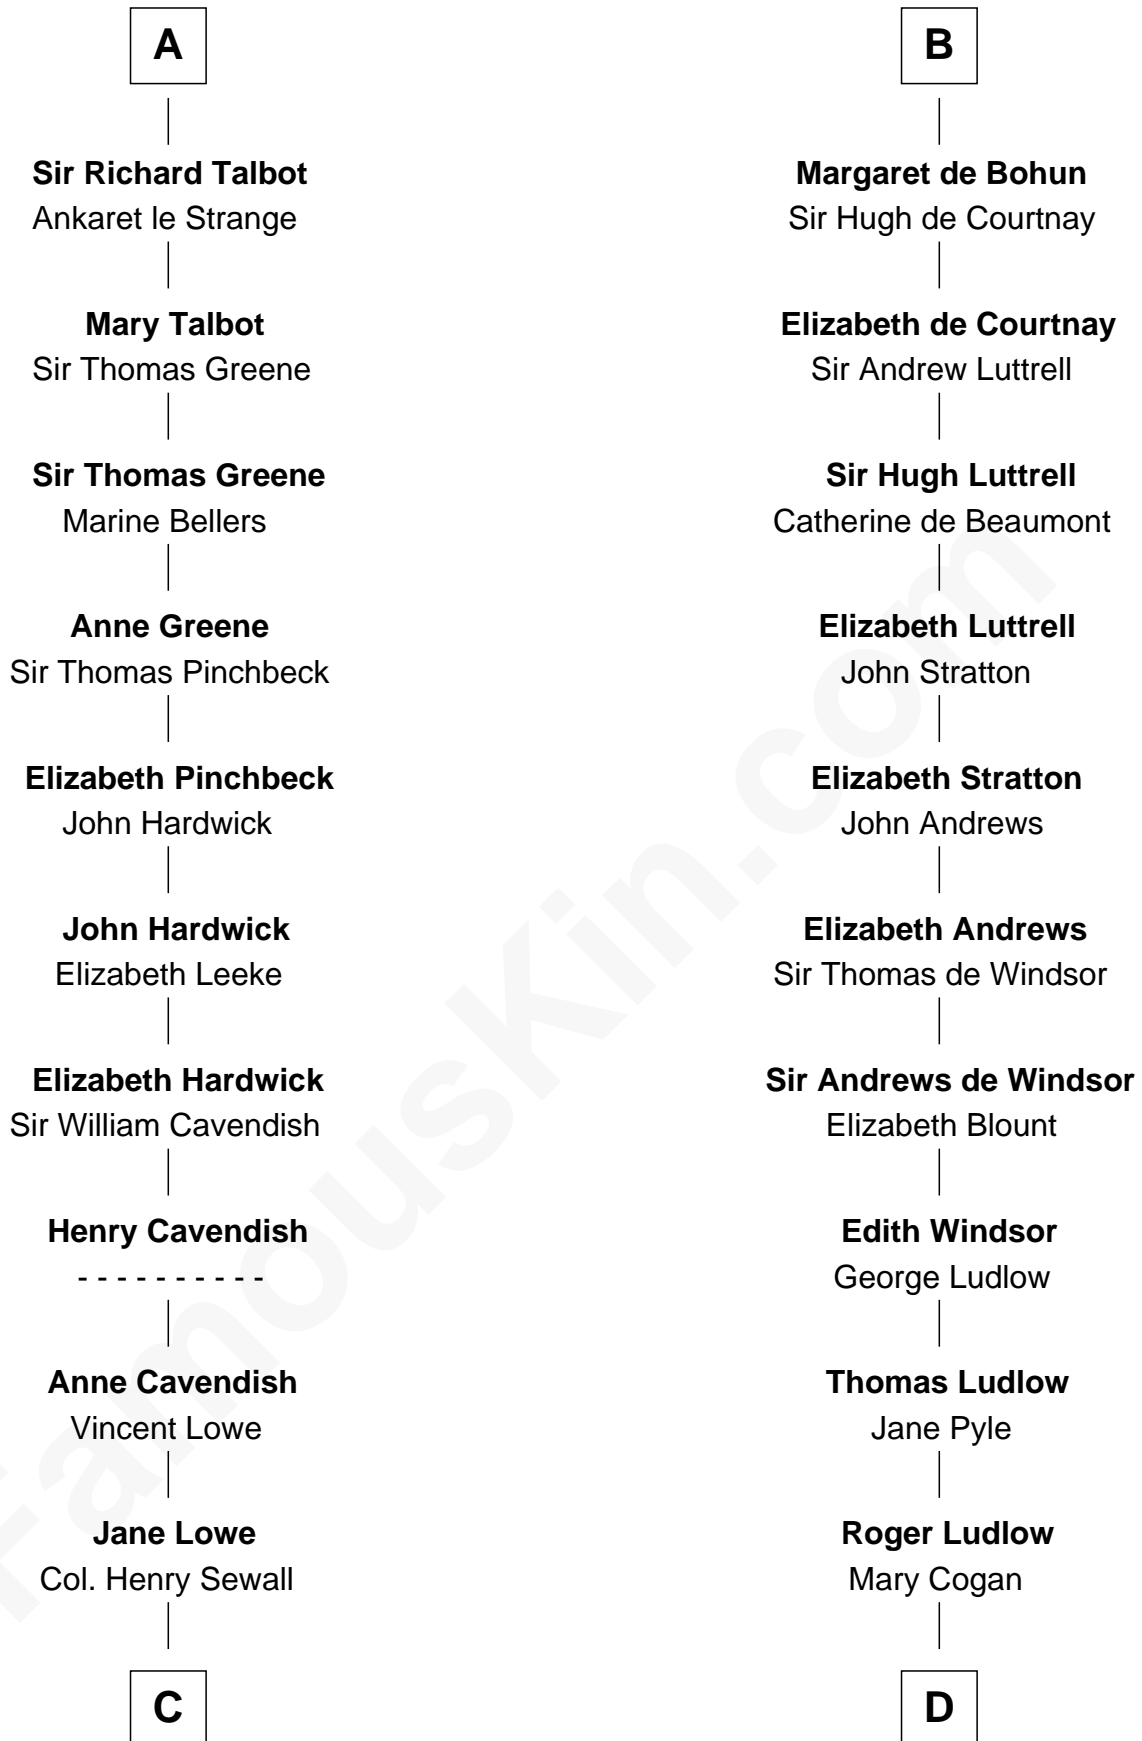 A
Sir Richard Talbot
Ankaret le Strange
Mary Talbot
Sir Thomas Greene
Sir Thomas Greene
Marine Bellers
Anne Greene
Sir Thomas Pinchbeck
Elizabeth Pinchbeck
John Hardwick
John Hardwick
Elizabeth Leeke
Elizabeth Hardwick
Sir William Cavendish
Henry Cavendish
- - - - - - - - - -
Anne Cavendish
Vincent Lowe
Jane Lowe
Col. Henry Sewall
C
B
Margaret de Bohun
Sir Hugh de Courtnay
Elizabeth de Courtnay
Sir Andrew Luttrell
Sir Hugh Luttrell
Catherine de Beaumont
Elizabeth Luttrell
John Stratton
Elizabeth Stratton
John Andrews
Elizabeth Andrews
Sir Thomas de Windsor
Sir Andrews de Windsor
Elizabeth Blount
Edith Windsor
George Ludlow
Thomas Ludlow
Jane Pyle
Roger Ludlow
Mary Cogan
D
FamousKin.com